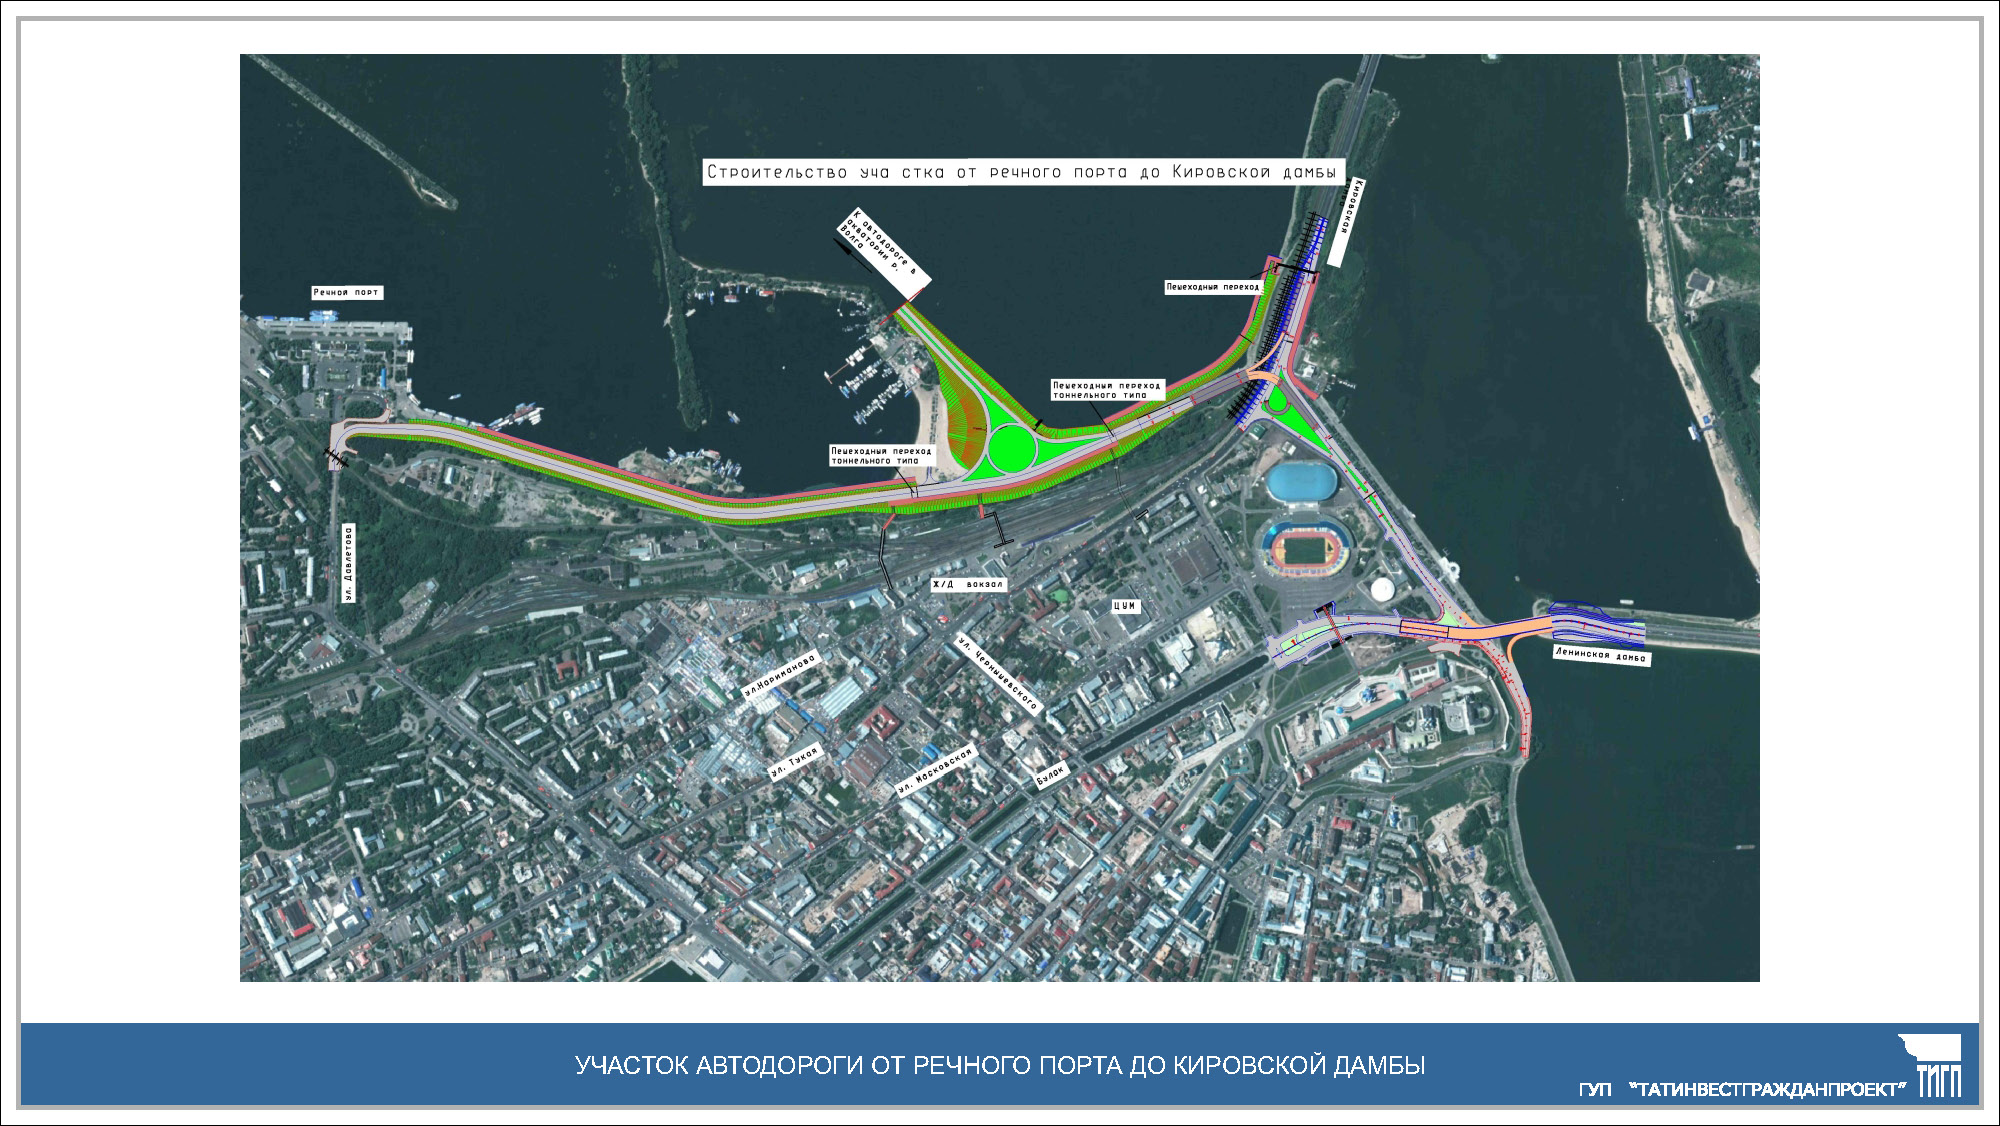 Строительство уча стка от речного порта до Кировской дамбы
Кировская
К автодороге в
акватории р.
Волга
Речной порт
Пешеходный переход
Пешеходный переход
тоннельного типа
Пешеходный переход
тоннельного типа
ул. Давлетова
Ж/Д вокзал
ЦУМ
ул. Чернышевского
ул.Нариманова
Ленинская дамба
ул. Тукая
ул. Московская
Булак
УЧАСТОК АВТОДОРОГИ ОТ РЕЧНОГО ПОРТА ДО КИРОВСКОЙ ДАМБЫ
ТИГП
ГУП "ТАТИНВЕСТГРАЖДАНПРОЕКТ"